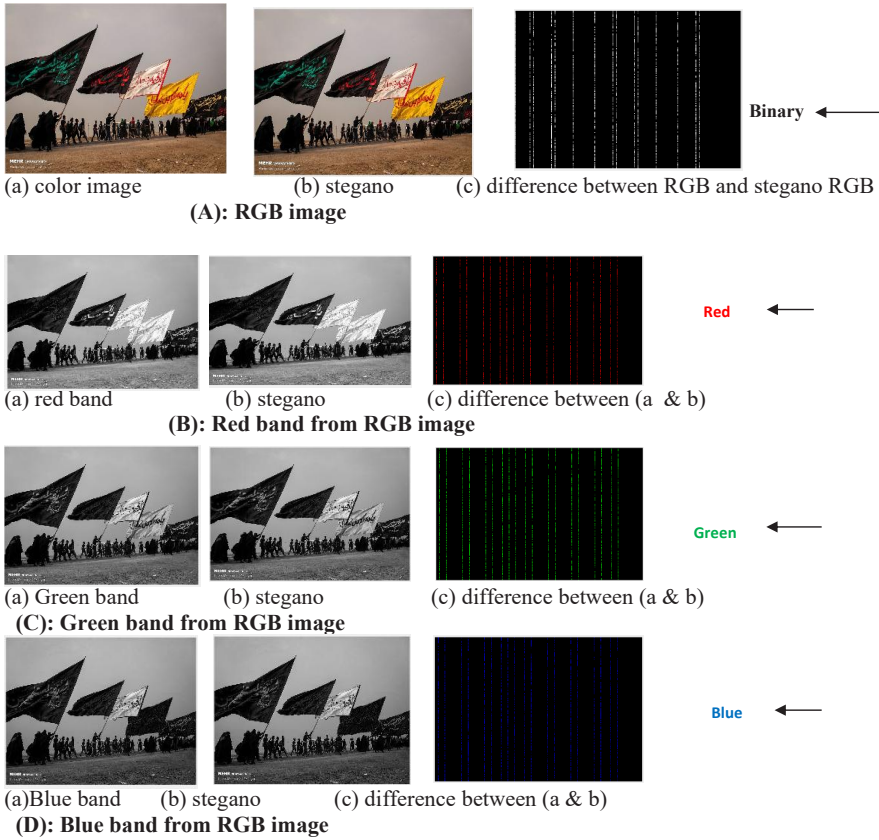 Binary
(a) color image (b) stegano (c) difference between RGB and stegano RGB
(A): RGB image
Red
(a) red band (b) stegano (c) difference between (a & b)
(B): Red band from RGB image
Green
(a) Green band (b) stegano (c) difference between (a & b)
(C): Green band from RGB image
Blue
(a)Blue band (b) stegano (c) difference between (a & b)
(D): Blue band from RGB image